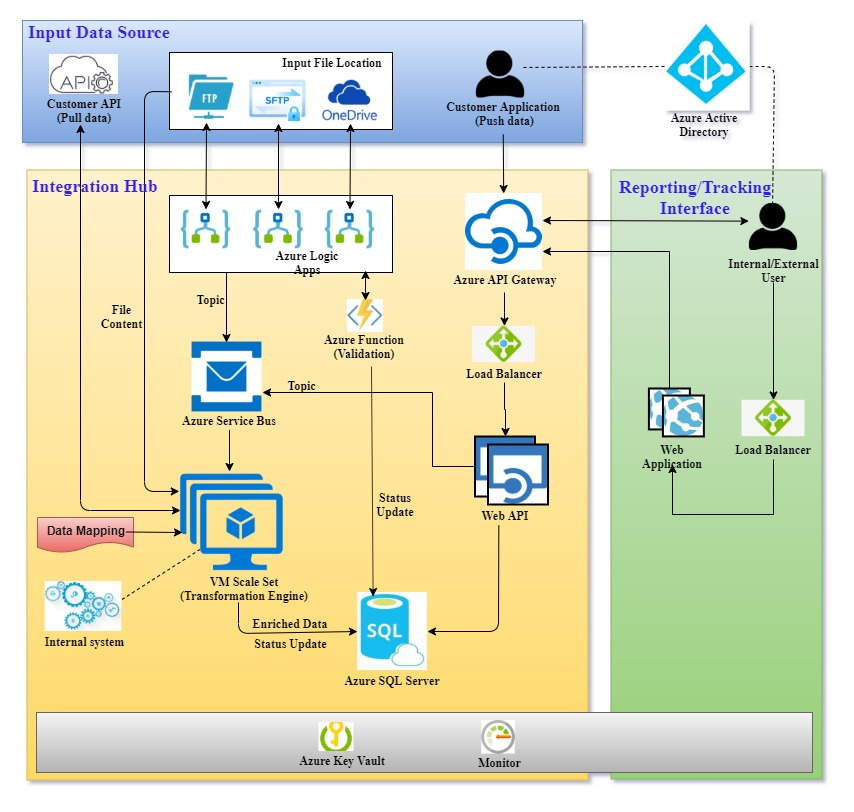 Input Data Source
API
Customer API
(Pull data)
Input File Location
FTP
SFTP
OneDrive
Customer Application
(Push data)
Azure Active
Directory
Integration Hub
Reporting/Tracking
Interface
Azure Logic
Apps
Azure API Gateway
Internal/External
User
Topic
File
Content
Azure Function
(Validation)
Load Balancer
Topic
Azure Service Bus
Web
Application
Load Balancer
Status
Update
Web API
Data Mapping
VM Scale Set
(Transformation Engine)
Internal system
Enriched Data
Status Update
SQL
Azure SQL Server
Azure Key Vault
Monitor